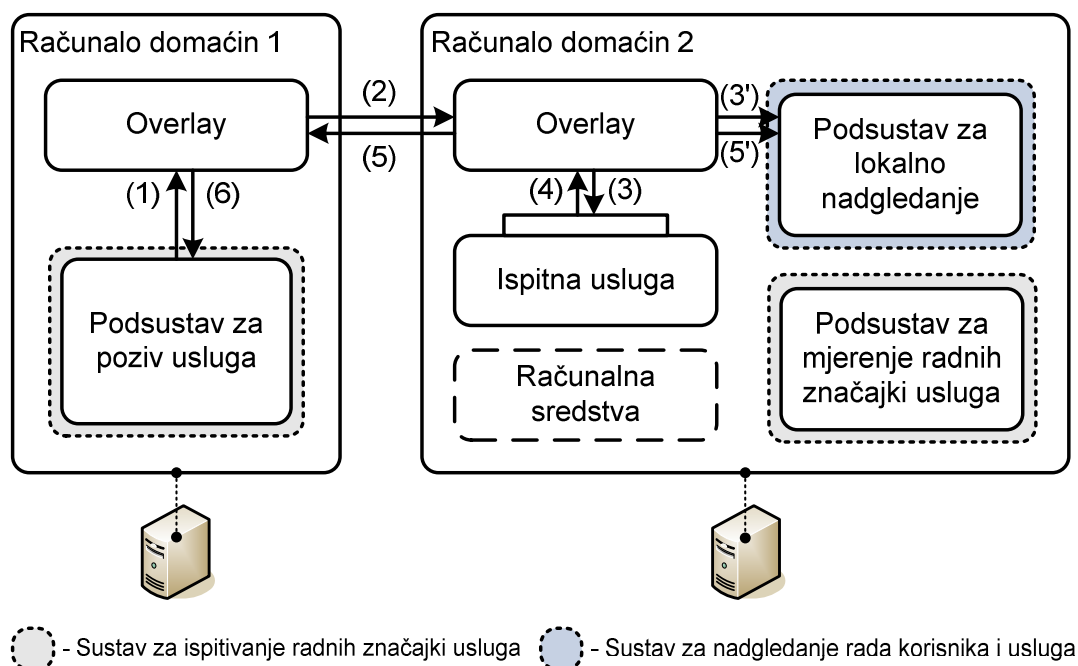 Računalo domaćin 1
Računalo domaćin 2
Overlay
(2)
(5)
Overlay
(3')
(5')
Podsustav za
lokalno
nadgledanje
(1)
(6)
(4)
(3)
Ispitna usluga
Podsustav za
poziv usluga
Podsustav za
mjerenje radnih
značajki usluga
Računalna
sredstva
- Sustav za ispitivanje radnih značajki usluga
- Sustav za nadgledanje rada korisnika i usluga